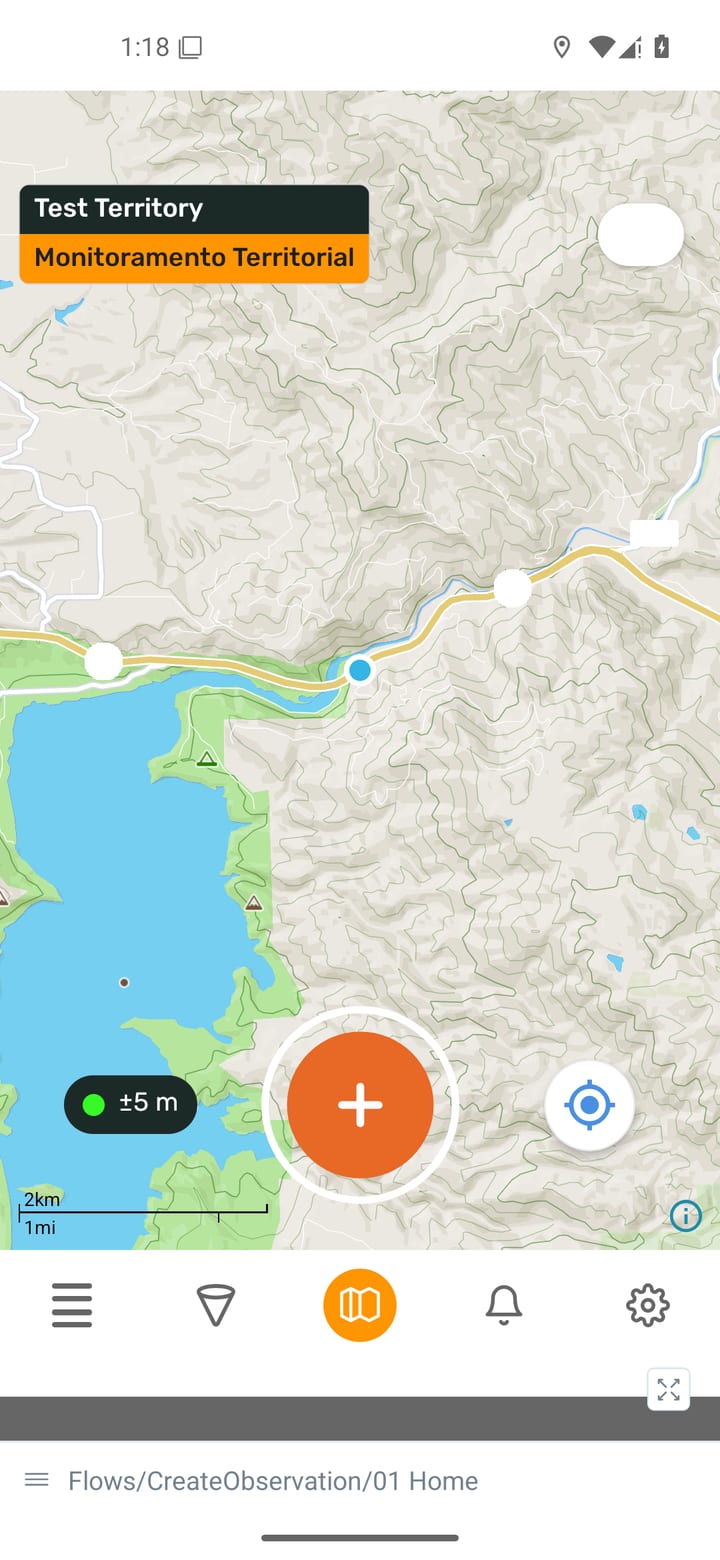 1:18
Test Territory
Monitoramento Territorial
±5 m
2km
1mi
Flows/CreateObservation/01 Home